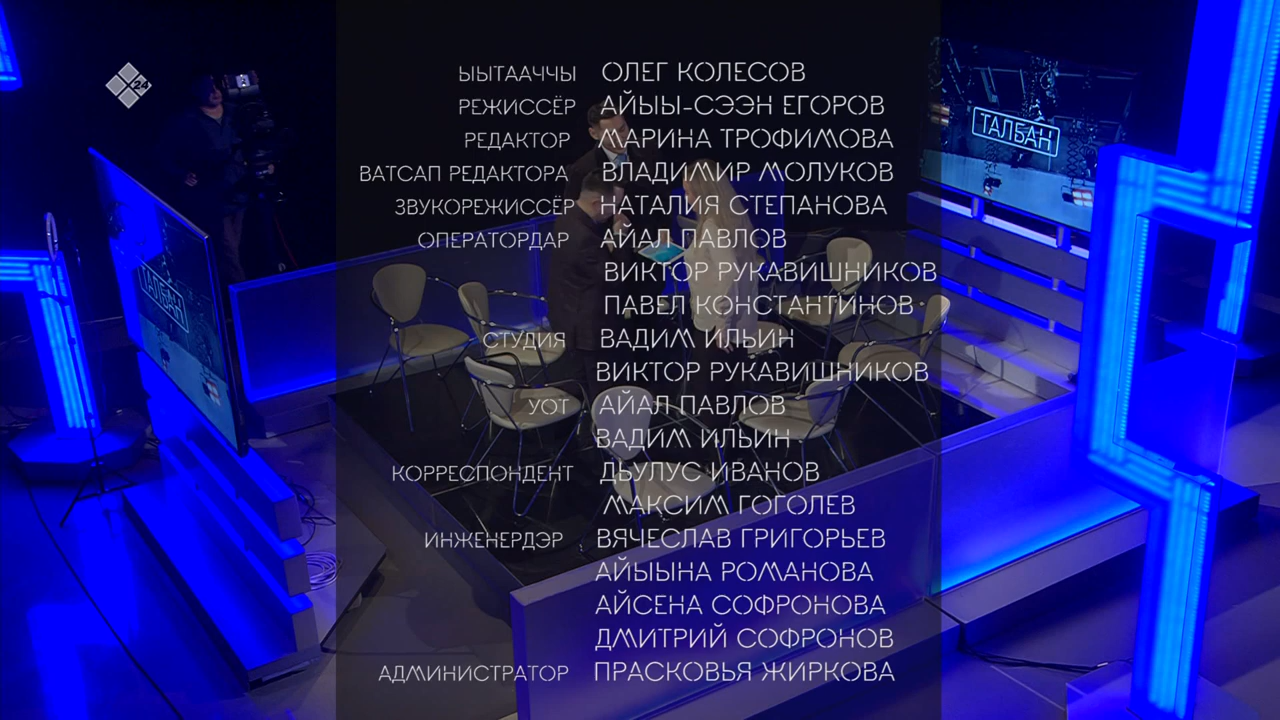 Х24
ТАЛБАН
ТАЛБАН
ЫЫТААЧЧЫ ОЛЕГ КОЛЕСОВ
РЕЖИССЁР АЙЫЫ-СЭЭН ЕГОРОВ
РЕДАКТОР МАРИНА ТРОФИМОВА
ВАТСАП РЕДАКТОРА ВЛАДИМИР МОЛУКОВ
ЗВУКОРЕЖИССЁР НАТАЛИЯ СТЕПАНОВА
ОПЕРАТОРДАР АЙАЛ ПАВЛОВ
ВИКТОР РУКАВИШНИКОВ
ПАВЕЛ КОНСТАНТИНОВ
СТУДИЯ ВАДИМ ИЛЬИН
ВИКТОР РУКАВИШНИКОВ
УОТ АЙАЛ ПАВЛОВ
ВАДИМ ИЛЬИН
КОРРЕСПОНДЕНТ ДЬУЛУС ИВАНОВ
МАКСИМ ГОГОЛЕВ
ИНЖЕНЕРДЭР ВЯЧЕСЛАВ ГРИГОРЬЕВ
АЙЫЫНА РОМАНОВА
АЙСЕНА СОФРОНОВА
ДМИТРИЙ СОФРОНОВ
АДМИНИСТРАТОР ПРАСКОВЬЯ ЖИРКОВА